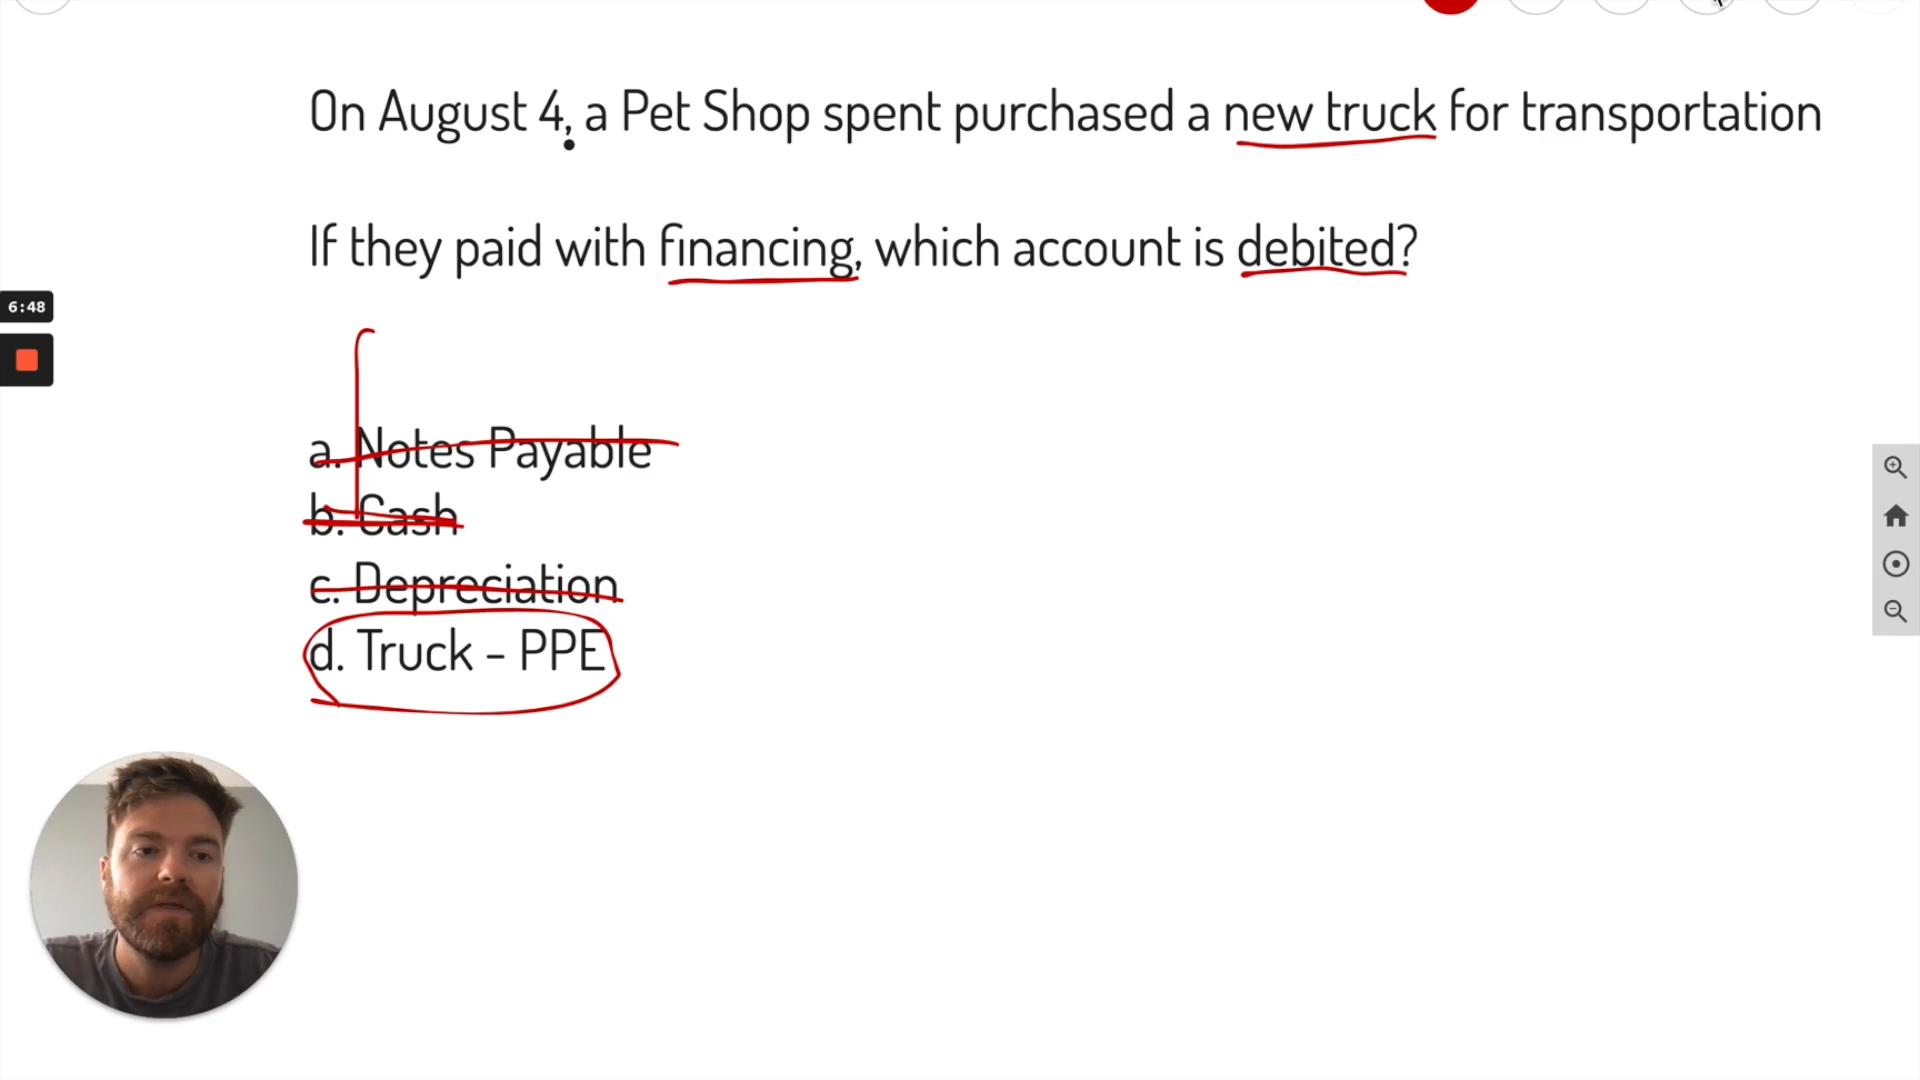 On August 4, a Pet Shop spent purchased a new truck for transportation
If they paid with financing, which account is debited?
6:48
a. Notes Payable
b. Cash
c. Depreciation
d. Truck - PPE